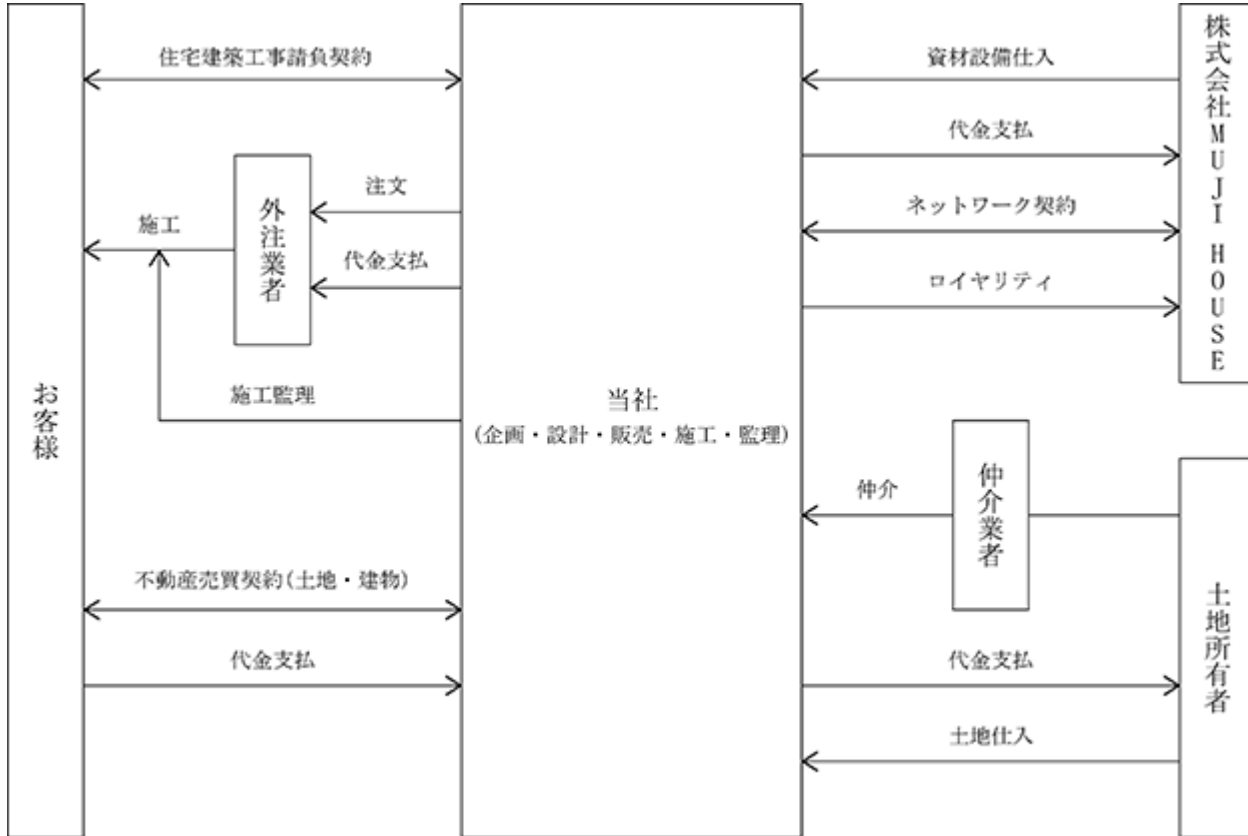 お客様
住宅建築工事請負契約
外注業者
注文
代金支払
施工
施工監理
不動産売買契約(土地・建物)
代金支払
当社
(企画・設計・販売・施工・監理)
資材設備仕入
代金支払
ネットワーク契約
ロイヤリティ
株式会社MUJI HOUSE
仲介
仲介業者
代金支払
土地仕入
土地所有者